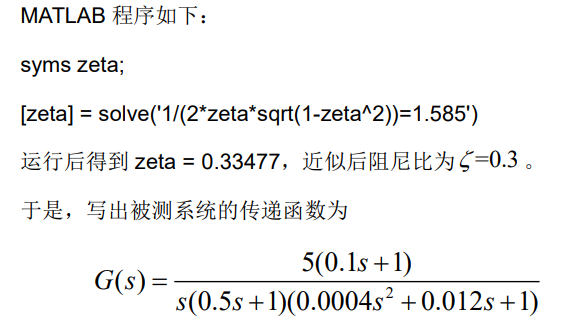 MATLAB 程序如下：
syms zeta;
[zeta] = solve('1/(2*zeta*sqrt(1-zeta^2))=1.585')
运行后得到 zeta = 0.33477，近似后阻尼比为 ζ=0.3 。
于是，写出被测系统的传递函数为
G(s) = 5(0.1s + 1) / s(0.5s + 1)(0.0004s² + 0.012s + 1)